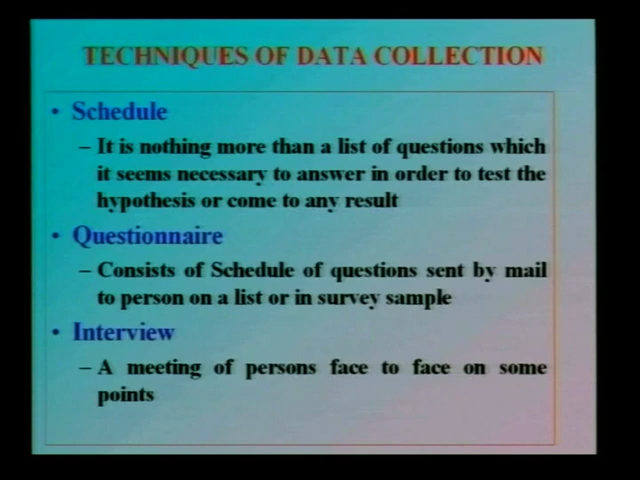 TECHNIQUES OF DATA COLLECTION
• Schedule
– It is nothing more than a list of questions which
it seems necessary to answer in order to test the
hypothesis or come to any result
• Questionnaire
– Consists of Schedule of questions sent by mail
to person on a list or in survey sample
• Interview
– A meeting of persons face to face on some
points